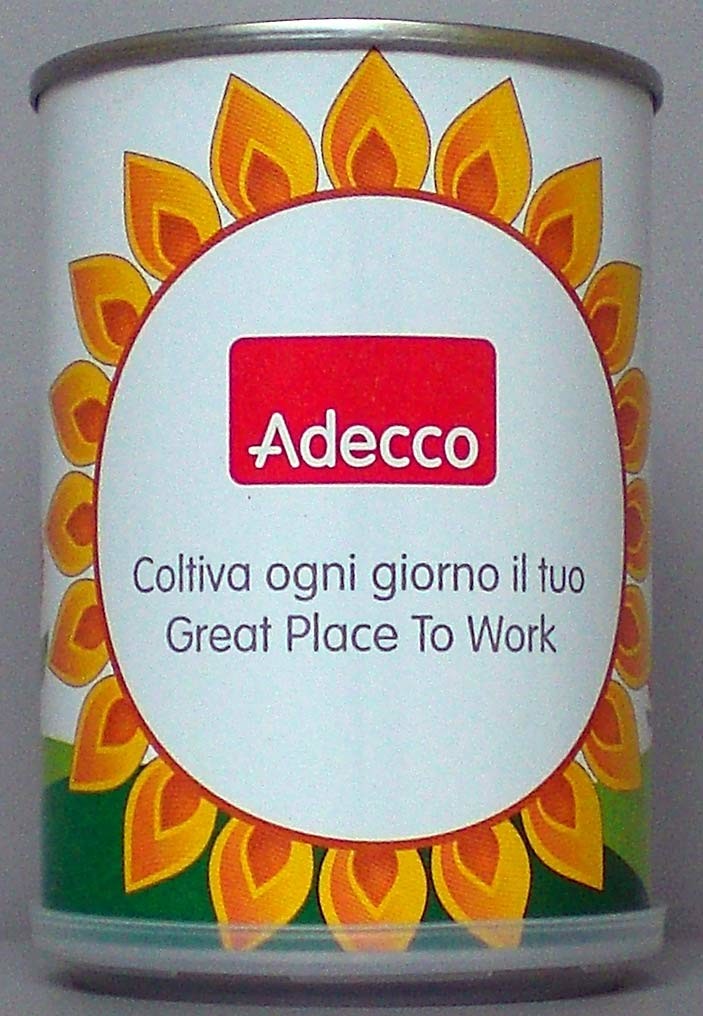 Adecco
Coltiva ogni giorno il tuo
Great Place To Work